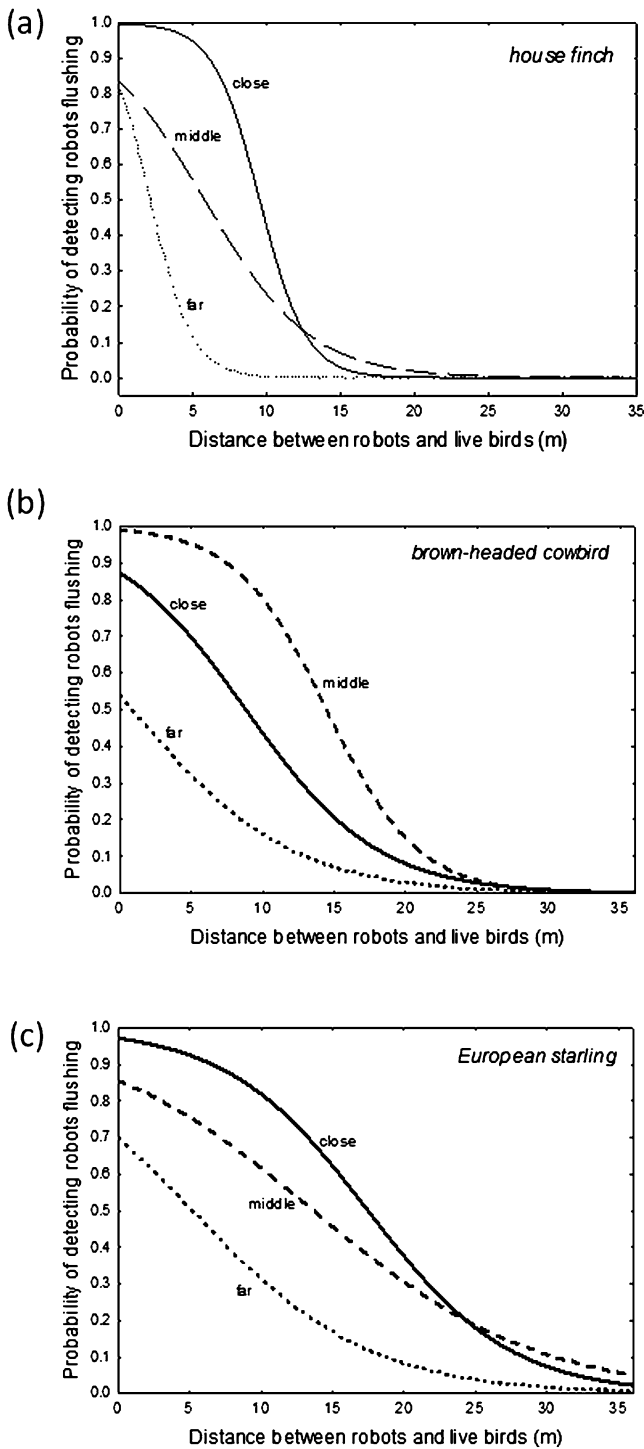 (a)
house finch
close
middle
far
Probability of detecting robots flushing
1.0
0.9
0.8
0.7
0.6
0.5
0.4
0.3
0.2
0.1
0.0
0 5 10 15 20 25 30 35
Distance between robots and live birds (m)
(b)
brown-headed cowbird
close
middle
far
Probability of detecting robots flushing
1.0
0.9
0.8
0.7
0.6
0.5
0.4
0.3
0.2
0.1
0.0
0 5 10 15 20 25 30 35
Distance between robots and live birds (m)
(c)
European starling
close
middle
far
Probability of detecting robots flushing
1.0
0.9
0.8
0.7
0.6
0.5
0.4
0.3
0.2
0.1
0.0
0 5 10 15 20 25 30 35
Distance between robots and live birds (m)